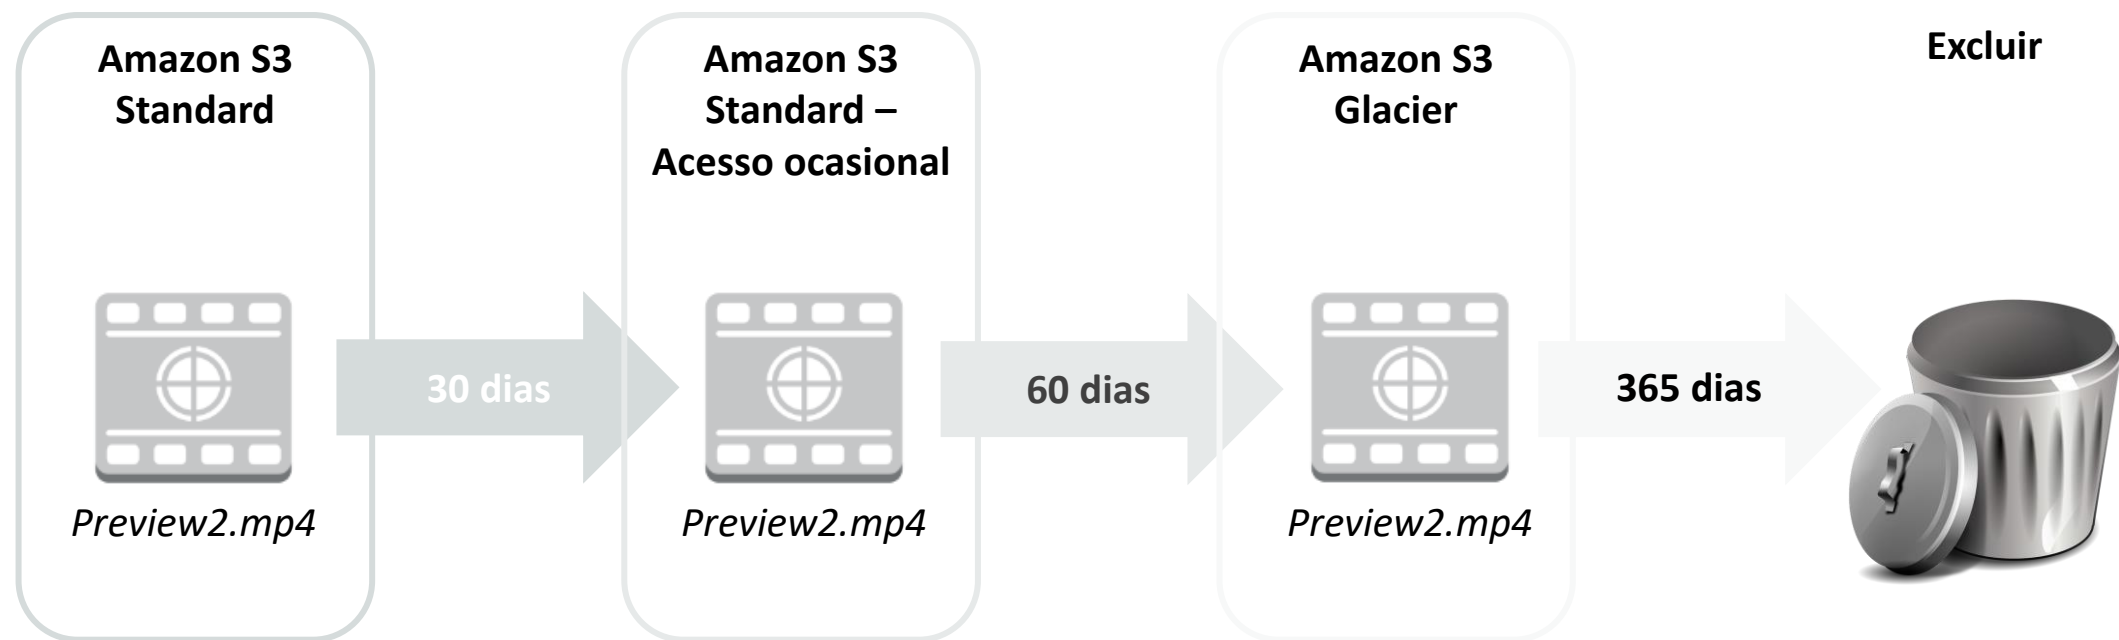 Amazon S3
Standard
Amazon S3
Standard –
Acesso ocasional
Amazon S3
Glacier
Excluir
30 dias
60 dias
365 dias
Preview2.mp4
Preview2.mp4
Preview2.mp4